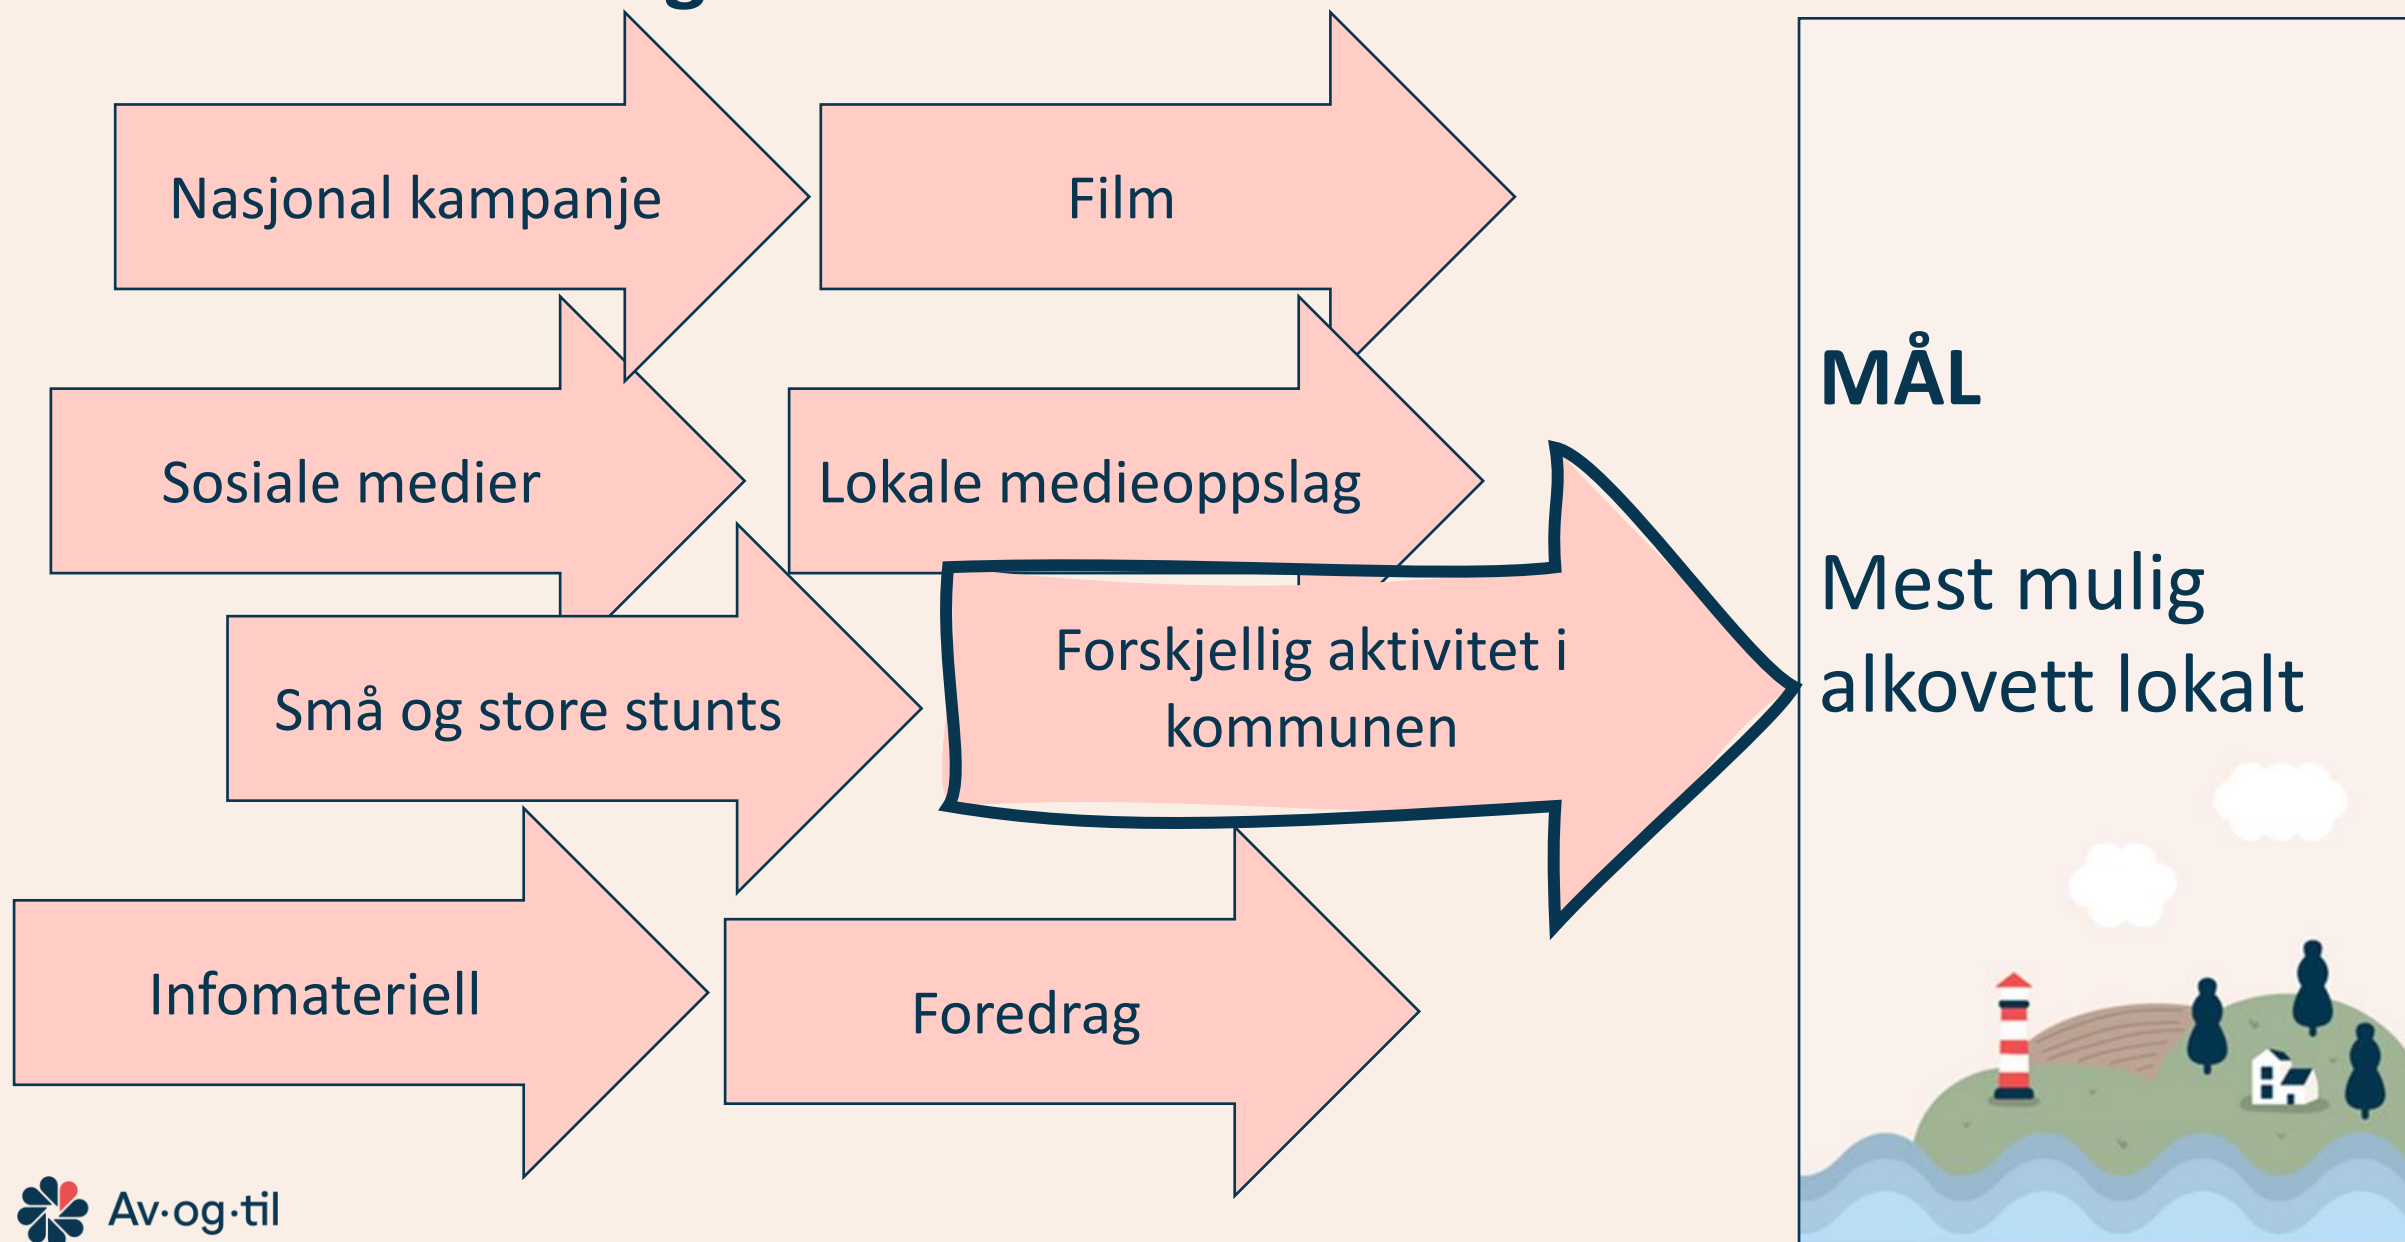 Nasjonal kampanje
Film
Sosiale medier
Lokale medieoppslag
Små og store stunts
Forskjellig aktivitet i
kommunen
Infomateriell
Foredrag
MÅL
Mest mulig
alkovett lokalt
Av·og·til